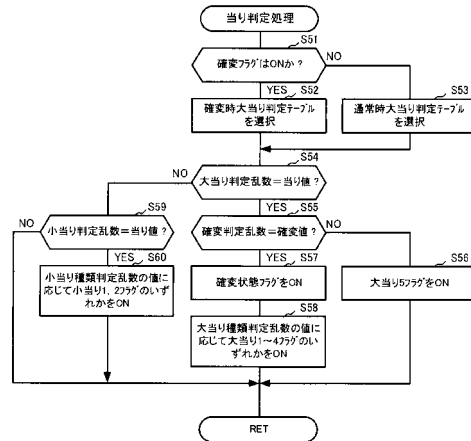 当り判定処理
S51
確変フラグはONか？
NO
YES
S52
S53
確変時大当り判定テーブル
を選択
通常時大当り判定テーブル
を選択
S54
NO
大当り判定乱数＝当り値？
S59
YES
S55
NO
小当り判定乱数＝当り値？
確変判定乱数＝確変値？
NO
YES
S60
YES
S57
S56
小当り種類判定乱数の値に
応じて小当り1、2フラグのいず
れかをON
確変状態フラグをON
大当り5フラグをON
S58
大当り種類判定乱数の値に
応じて大当り1～4フラグのい
ずれかをON
RET